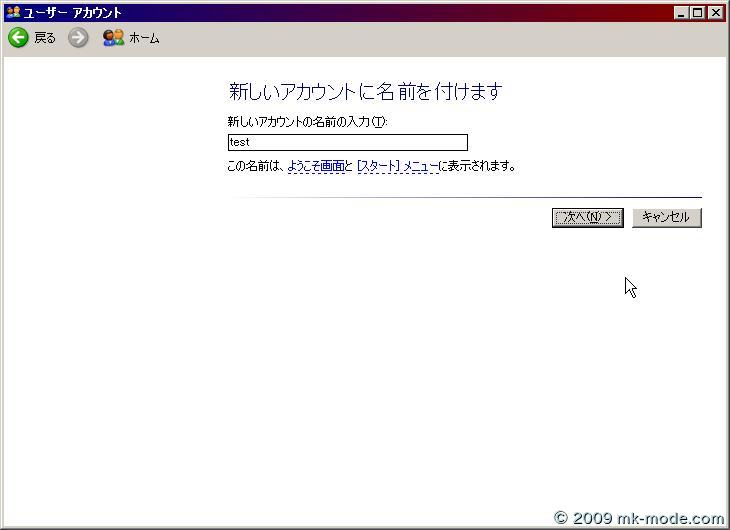 ユーザー アカウント
戻る ホーム
新しいアカウントに名前を付けます
新しいアカウントの名前の入力(T):
test
この名前は、ようこそ画面と [スタート] メニューに表示されます。
次へ(N) > キャンセル
© 2009 mk-mode.com